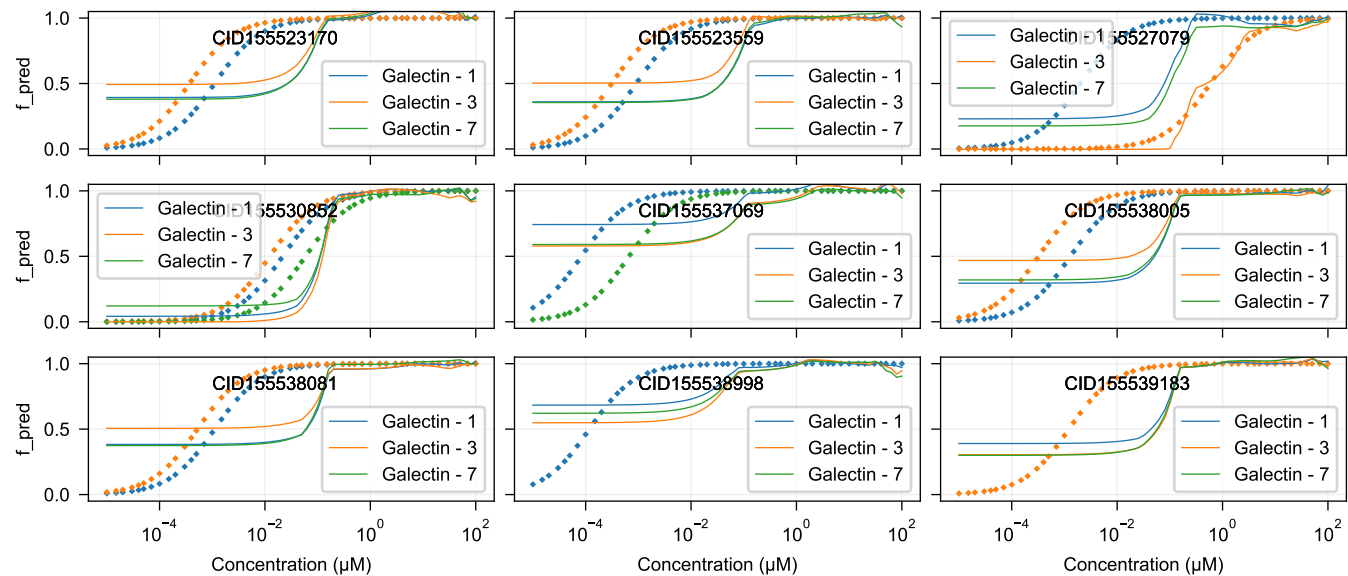 f_pred
1.0
0.5
0.0
CID155523170
Galectin - 1
Galectin - 3
Galectin - 7
CID155523559
Galectin - 1
Galectin - 3
Galectin - 7
CID155527079
Galectin - 1
Galectin - 3
Galectin - 7
f_pred
1.0
0.5
0.0
CID155530852
Galectin - 1
Galectin - 3
Galectin - 7
CID155537069
Galectin - 1
Galectin - 3
Galectin - 7
CID155538005
Galectin - 1
Galectin - 3
Galectin - 7
f_pred
1.0
0.5
0.0
CID155538081
Galectin - 1
Galectin - 3
Galectin - 7
CID155538998
Galectin - 1
Galectin - 3
Galectin - 7
CID155539183
Galectin - 1
Galectin - 3
Galectin - 7
10⁻⁴ 10⁻² 10⁰ 10²
10⁻⁴ 10⁻² 10⁰ 10²
10⁻⁴ 10⁻² 10⁰ 10²
Concentration (µM)
Concentration (µM)
Concentration (µM)